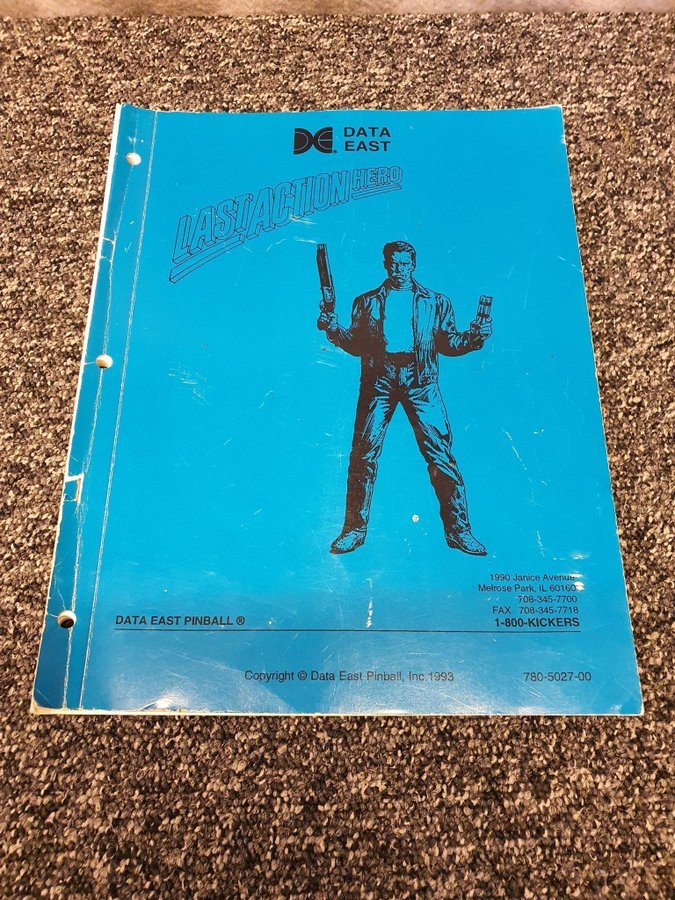 DATA
EAST
LAST ACTION HERO
1990 Janice Avenue
Melrose Park, IL 60160
708-345-7700
FAX 708-345-7718
1-800-KICKERS
DATA EAST PINBALL ®
Copyright © Data East Pinball, Inc.1993 780-5027-00